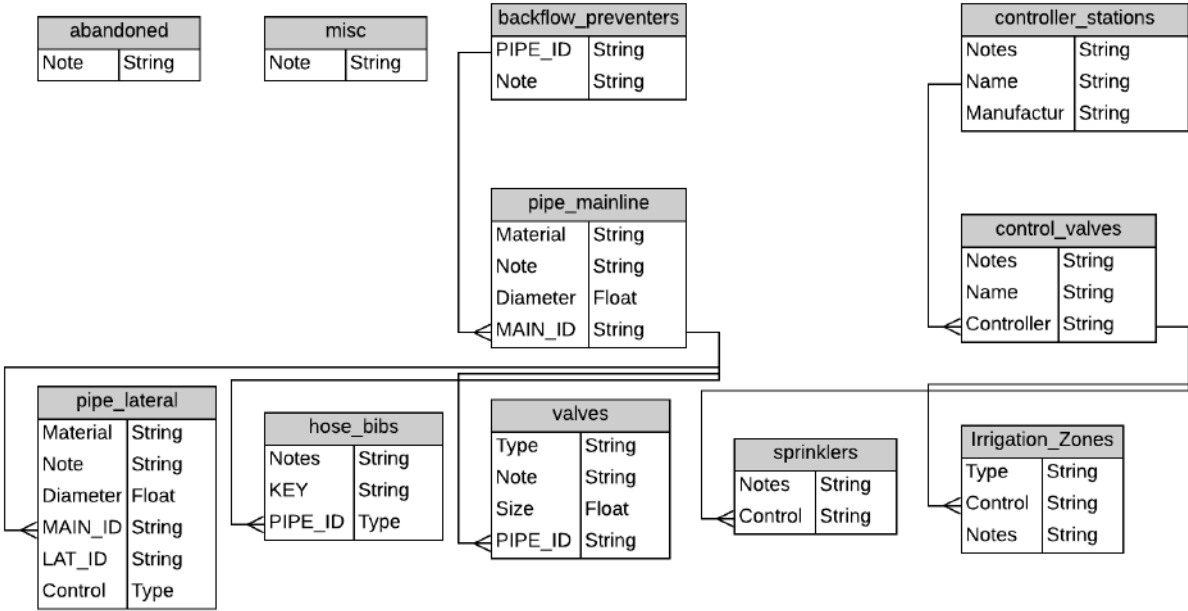 abandoned
Note String
misc
Note String
backflow_preventers
PIPE_ID String
Note String
controller_stations
Notes String
Name String
Manufactur String
pipe_mainline
Material String
Note String
Diameter Float
MAIN_ID String
control_valves
Notes String
Name String
Controller String
pipe_lateral
Material String
Note String
Diameter Float
MAIN_ID String
LAT_ID String
Control Type
hose_bibs
Notes String
KEY String
PIPE_ID Type
valves
Type String
Note String
Size Float
PIPE_ID String
sprinklers
Notes String
Control String
Irrigation_Zones
Type String
Control String
Notes String